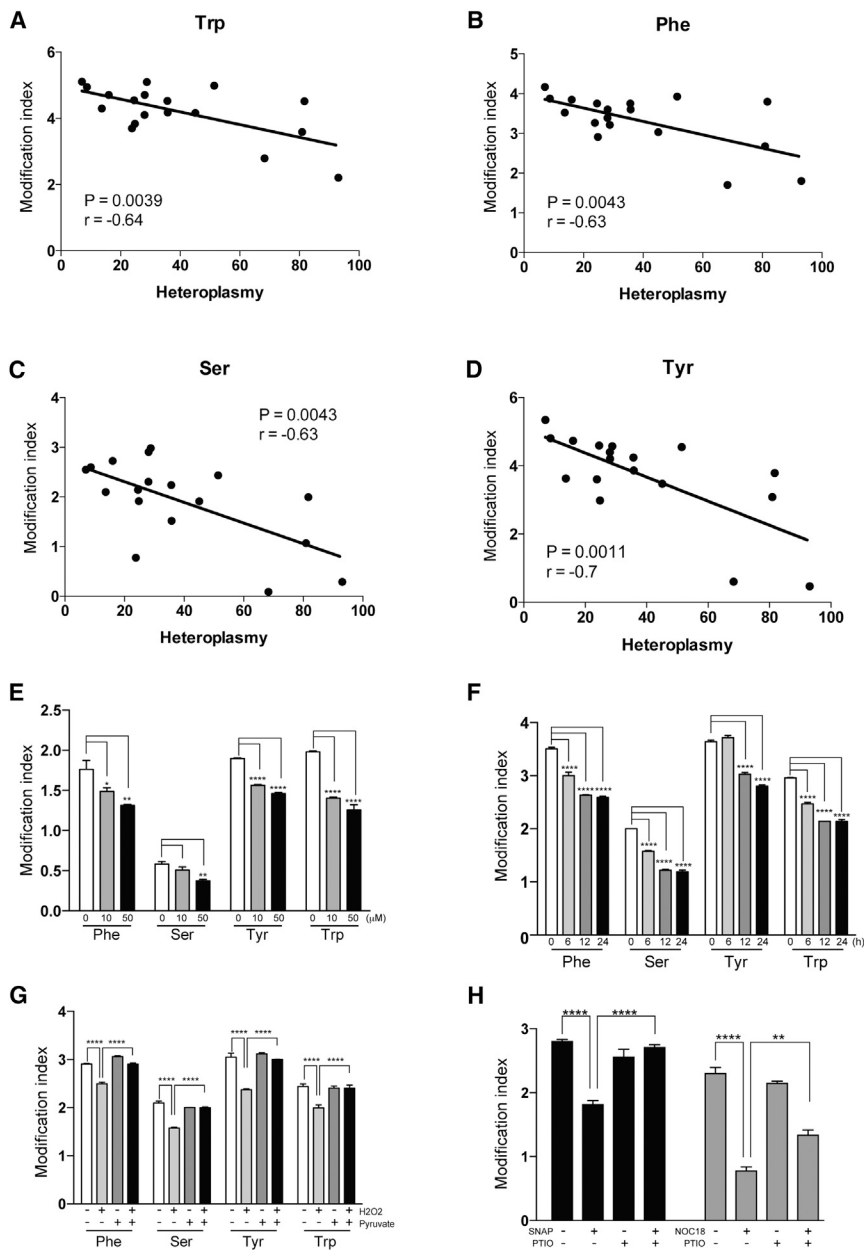 A
Trp
Modification index
6
4
2
0
P = 0.0039
r = -0.64
0 20 40 60 80 100
Heteroplasmy
B
Phe
Modification index
5
4
3
2
1
0
P = 0.0043
r = -0.63
0 20 40 60 80 100
Heteroplasmy
C
Ser
Modification index
4
3
2
1
0
P = 0.0043
r = -0.63
0 20 40 60 80 100
Heteroplasmy
D
Tyr
Modification index
6
4
2
0
P = 0.0011
r = -0.7
0 20 40 60 80 100
Heteroplasmy
E
Modification index
2.5
2.0
1.5
1.0
0.5
0.0
* ** ** **** **** **** ****
0 10 50 0 10 50 0 10 50 0 10 50 (μM)
Phe Ser Tyr Trp
F
Modification index
4
3
2
1
0
**** **** **** **** **** **** **** **** **** **** ****
0 6 12 24 0 6 12 24 0 6 12 24 0 6 12 24 (h)
Phe Ser Tyr Trp
G
Modification index
4
3
2
1
0
**** **** **** **** **** **** **** ****
- + - + - + - + - + - + - + - + H2O2
- - + + - - + + - - + + - - + + Pyruvate
Phe Ser Tyr Trp
H
Modification index
3
2
1
0
**** **** **** **
SNAP - + - + NOC18 - + - +
PTIO - - + + PTIO - - + +